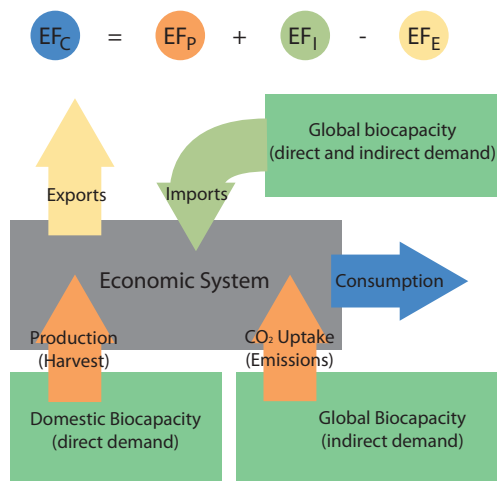 EFC = EFP + EFI - EFE
Global biocapacity
(direct and indirect demand)
Exports
Imports
Economic System
Consumption
Production
(Harvest)
CO₂ Uptake
(Emissions)
Domestic Biocapacity
(direct demand)
Global Biocapacity
(indirect demand)